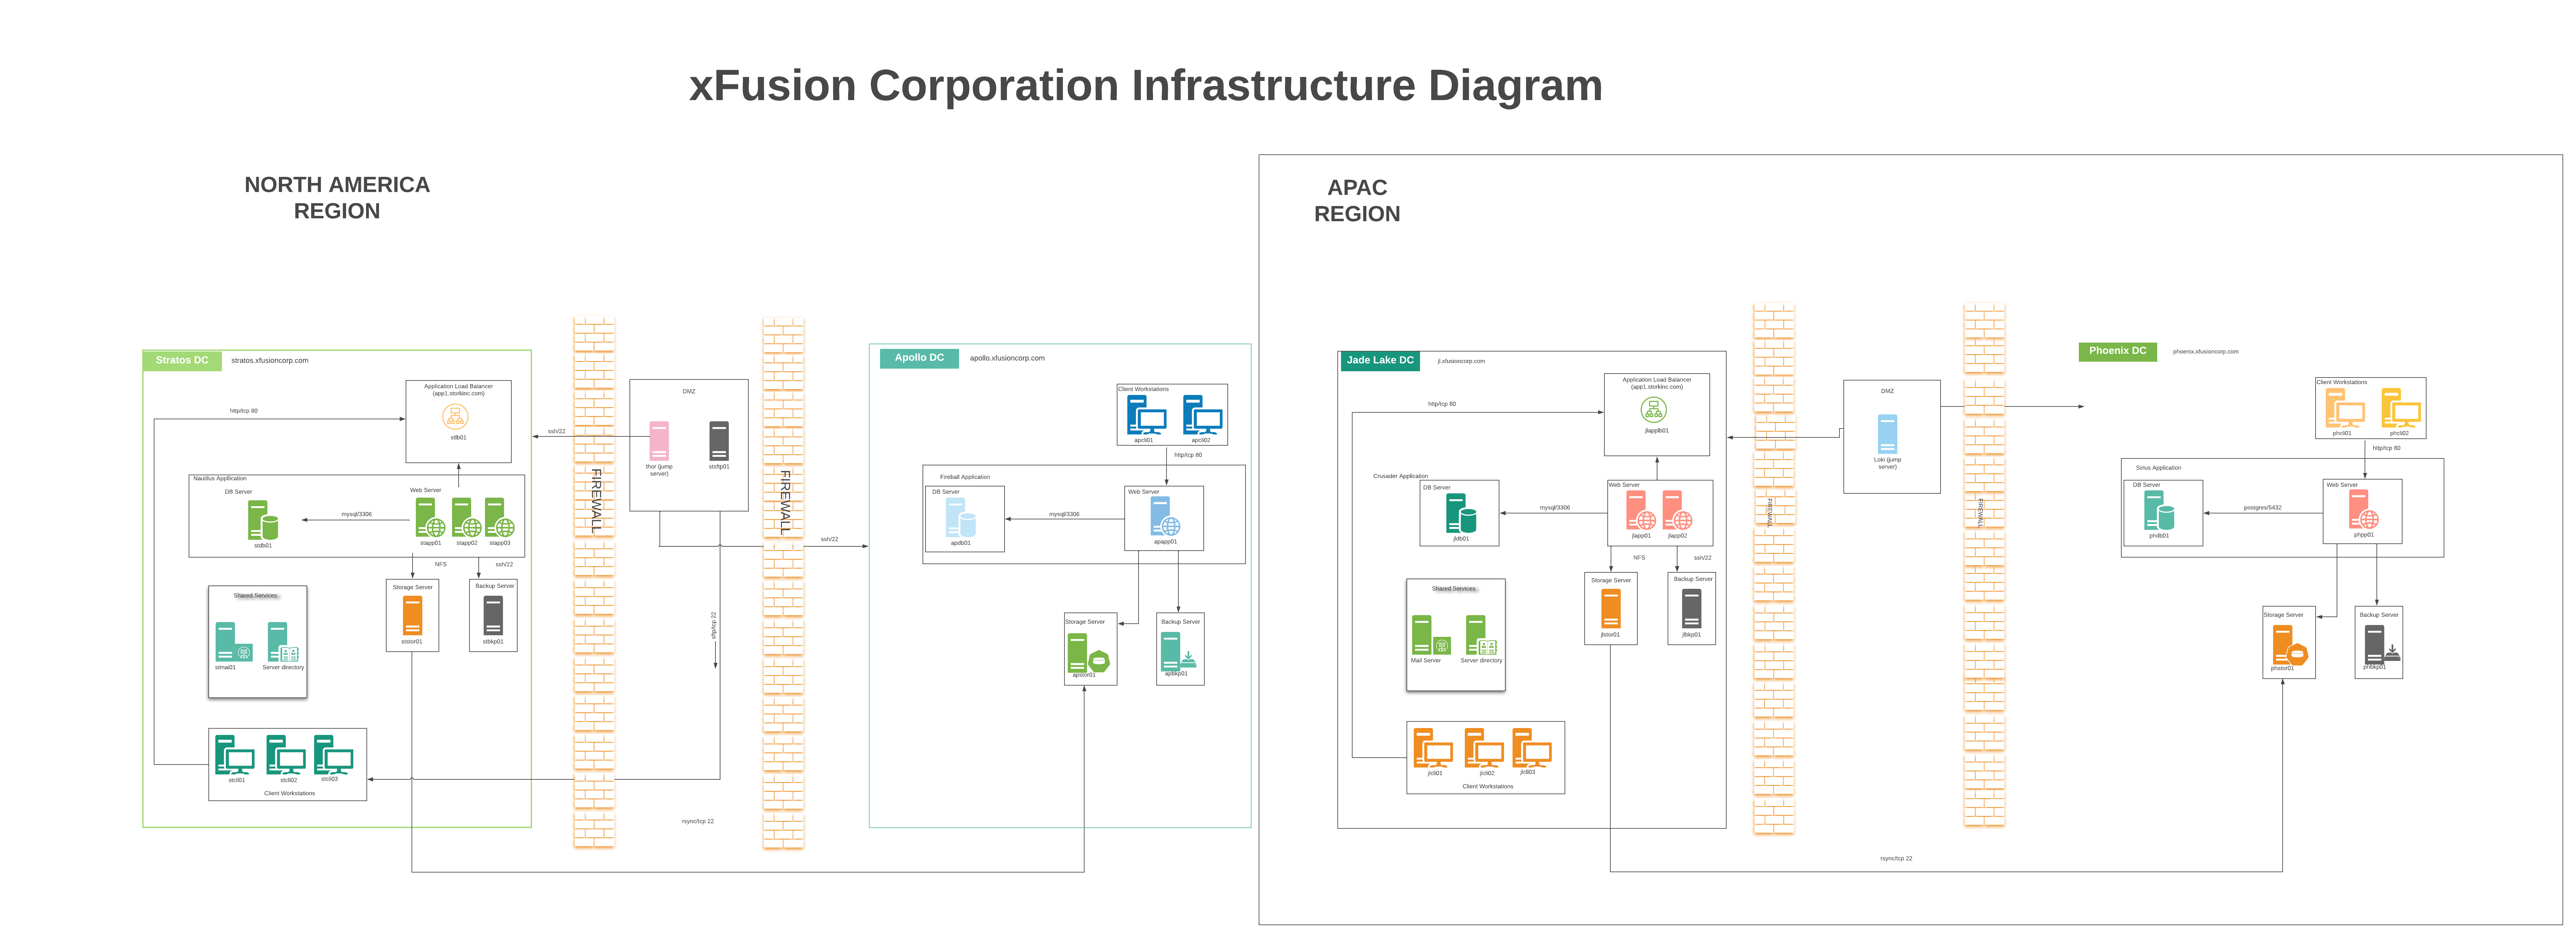 xFusion Corporation Infrastructure Diagram
NORTH AMERICA
REGION
Stratos DC
stratos.xfusioncorp.com
Application Load Balancer
(app1.storkinc.com)
stlb01
http/tcp 80
Nautilus Appllication
DB Server
stdb01
mysql/3306
Web Server
stapp01
stapp02
stapp03
NFS
ssh/22
Storage Server
ststor01
Backup Server
stbkp01
Shared Services
stmai01
Server directory
stcli01
stcli02
stcli03
Client Workstations
ssh/22
FIREWALL
DMZ
thor (jump
server)
stsftp01
sftp/tcp 22
rsync/tcp 22
FIREWALL
ssh/22
Apollo DC
apollo.xfusioncorp.com
Client Workstations
apcli01
apcli02
http/tcp 80
Fireball Application
DB Server
apdb01
mysql/3306
Web Server
apapp01
Storage Server
apstor01
Backup Server
apbkp01
APAC
REGION
Jade Lake DC
jl.xfusioncorp.com
Application Load Balancer
(app1.storkinc.com)
jlapplb01
http/tcp 80
Crusader Application
DB Server
jldb01
mysql/3306
Web Server
jlapp01
jlapp02
NFS
ssh/22
Storage Server
jlstor01
Backup Server
jlbkp01
Shared Services
Mail Server
Server directory
jlcli01
jlcli02
jlcli03
Client Workstations
FIREWALL
DMZ
Loki (jump
server)
FIREWALL
rsync/tcp 22
Phoenix DC
phoenix.xfusioncorp.com
Client Workstations
phcli01
phcli02
http/tcp 80
Sirius Application
DB Server
phdb01
postgres/5432
Web Server
phpp01
Storage Server
phstor01
Backup Server
phbkp01